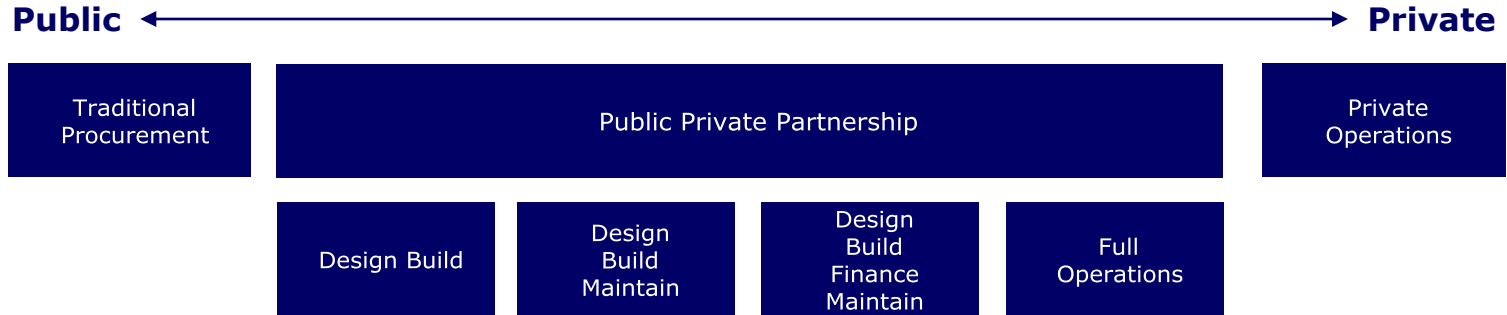 Public
Private
Traditional
Procurement
Public Private Partnership
Private
Operations
Design Build
Design
Build
Maintain
Design
Build
Finance
Maintain
Full
Operations